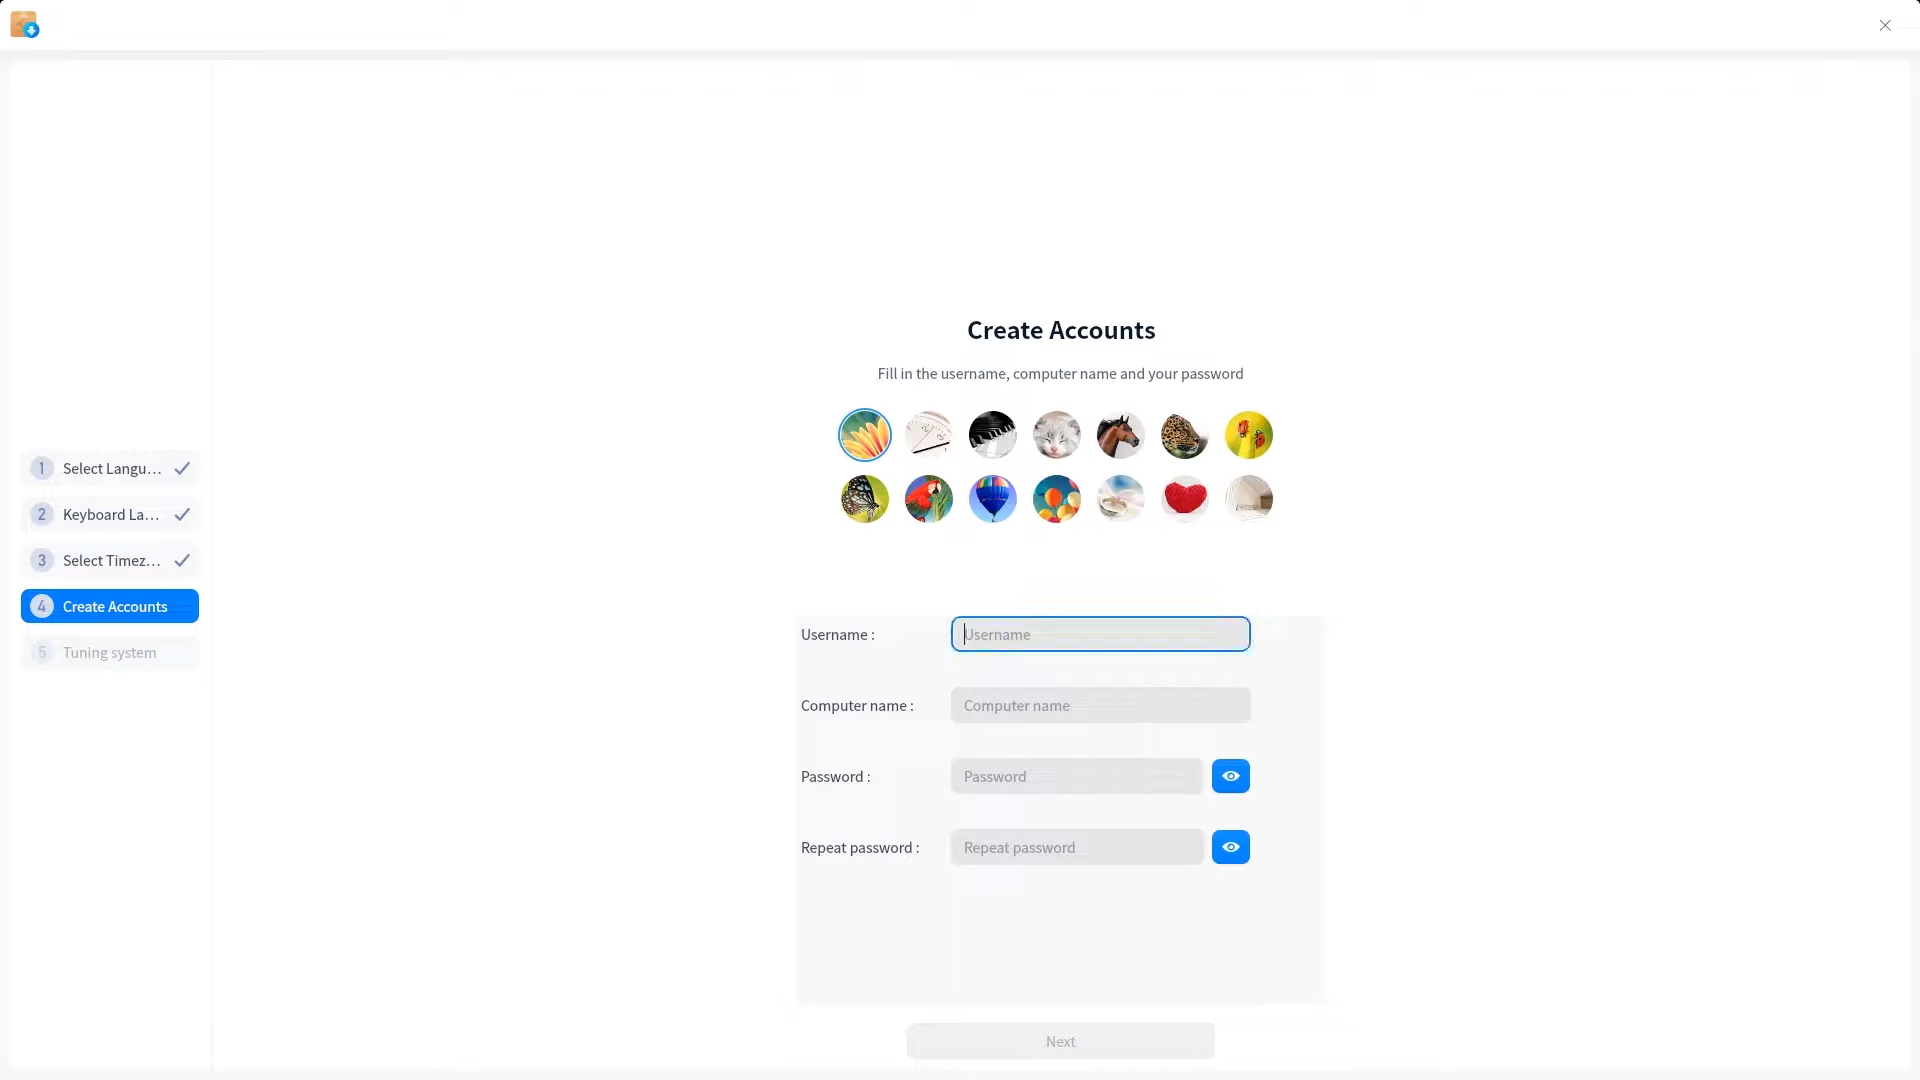 Create Accounts
Fill in the username, computer name and your password
1 Select Langu...
2 Keyboard La...
3 Select Timez...
4 Create Accounts
5 Tuning system
Username :
Username
Computer name :
Computer name
Password :
Password
Repeat password :
Repeat password
Next